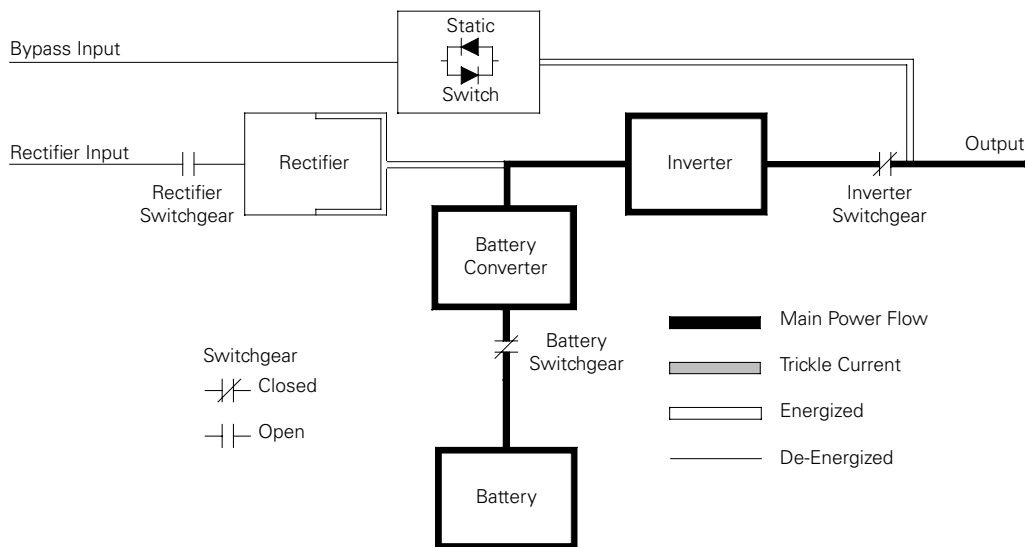 Static
Switch
Bypass Input
Rectifier Input
Rectifier
Switchgear
Rectifier
Inverter
Inverter
Switchgear
Output
Battery
Converter
Battery
Switchgear
Battery
Switchgear
Closed
Open
Main Power Flow
Trickle Current
Energized
De-Energized